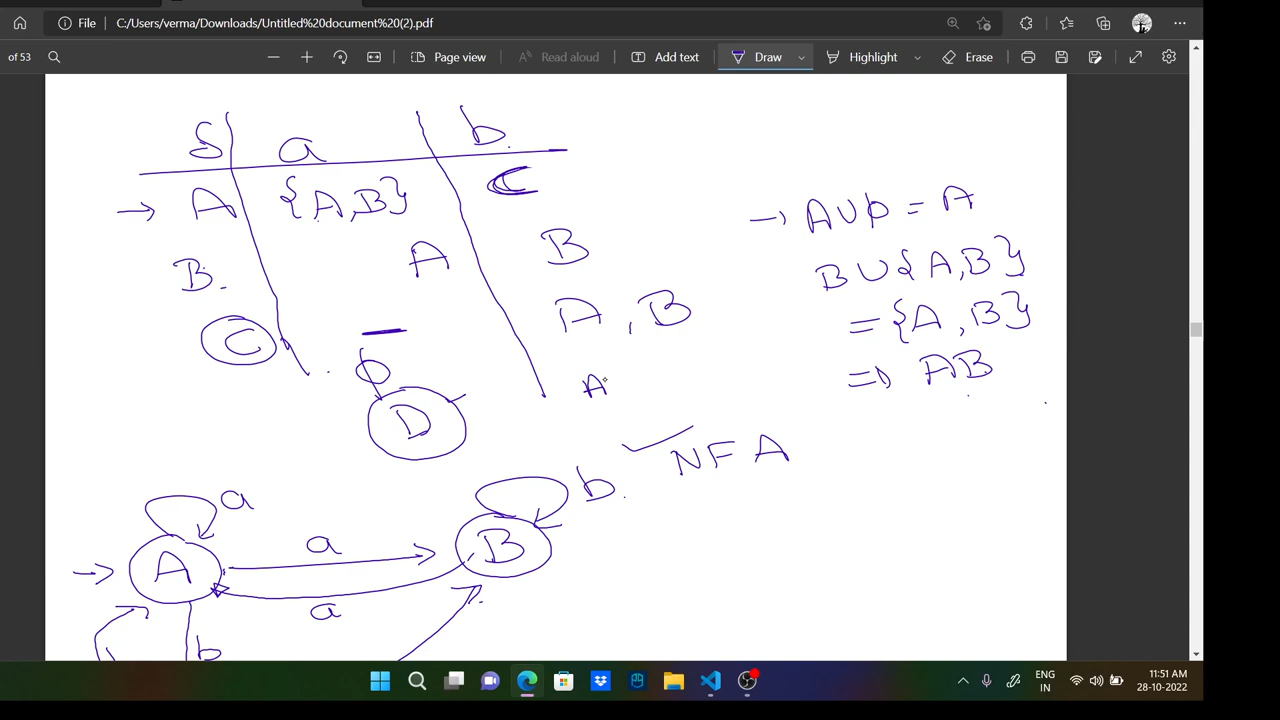 File C:/Users/verma/Downloads/Untitled%20document%20(2).pdf
of 53 Page view Read aloud Add text Draw Highlight Erase
δ a b.
→ A {A,B} C
B. A B
C – A, B
ϕ
D A
→ A∪ϕ = A
B∪{A,B}
= {A,B}
⇒ AB
NFA
a b.
→ A a B
a
b
ENG
IN
11:51 AM
28-10-2022